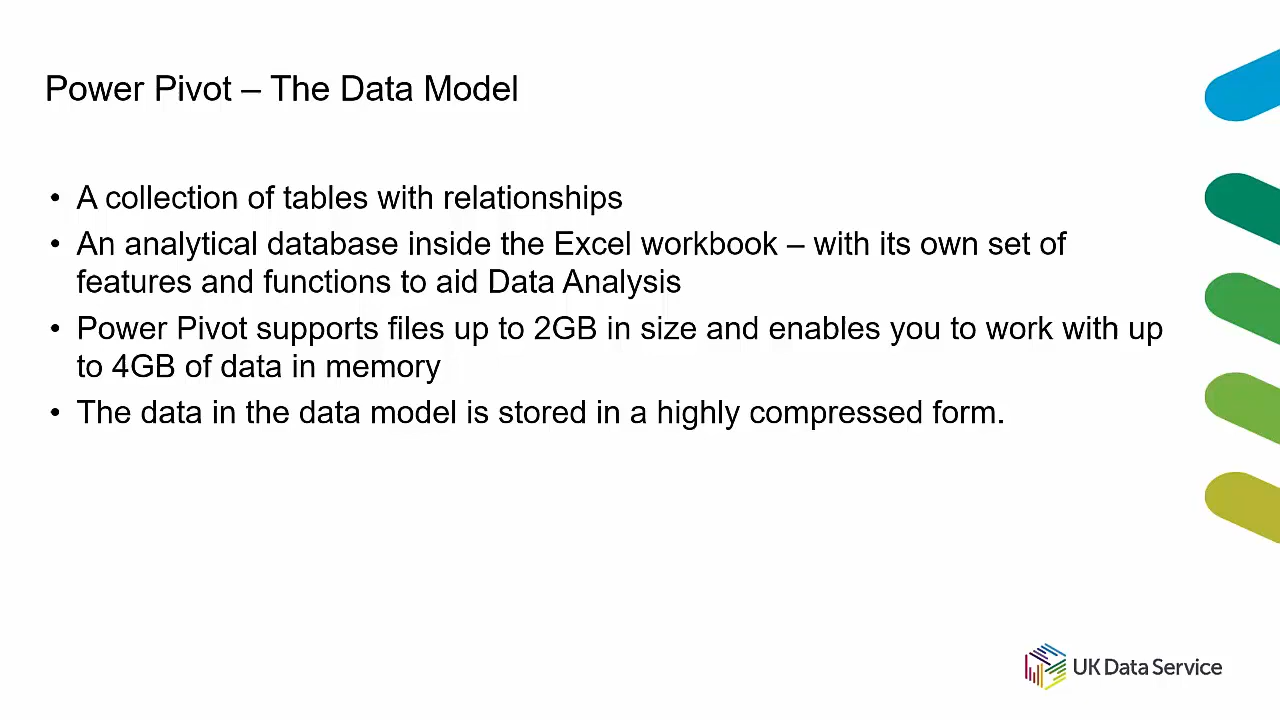 Power Pivot – The Data Model
• A collection of tables with relationships
• An analytical database inside the Excel workbook – with its own set of
features and functions to aid Data Analysis
• Power Pivot supports files up to 2GB in size and enables you to work with up
to 4GB of data in memory
• The data in the data model is stored in a highly compressed form.
UK Data Service